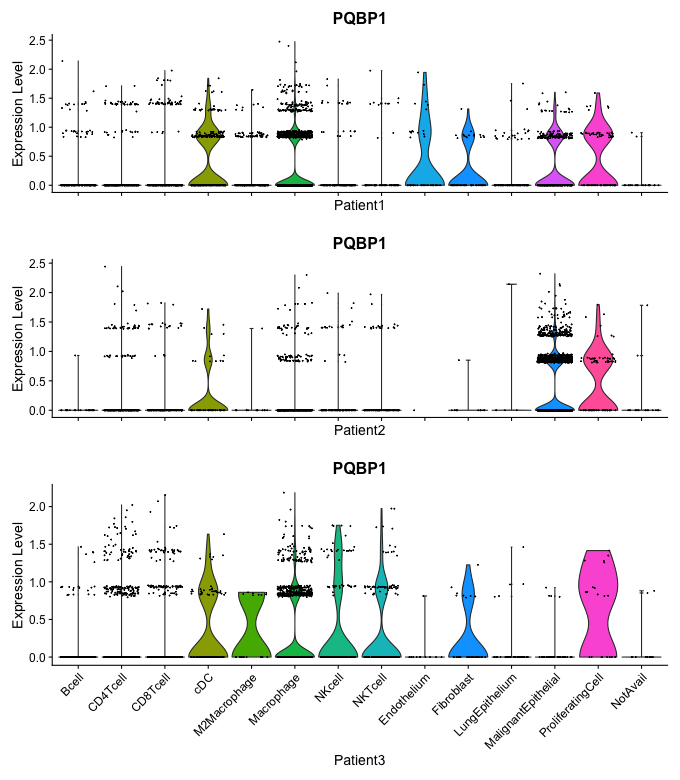 PQBP1
Expression Level
2.5
2.0
1.5
1.0
0.5
0.0
Patient1
PQBP1
Expression Level
2.5
2.0
1.5
1.0
0.5
0.0
Patient2
PQBP1
Expression Level
2.0
1.5
1.0
0.5
0.0
Bcell
CD4Tcell
CD8Tcell
cDC
M2Macrophage
Macrophage
NKcell
NKTcell
Endothelium
Fibroblast
LungEpithelium
MalignantEpithelial
ProliferatingCell
NotAvail
Patient3